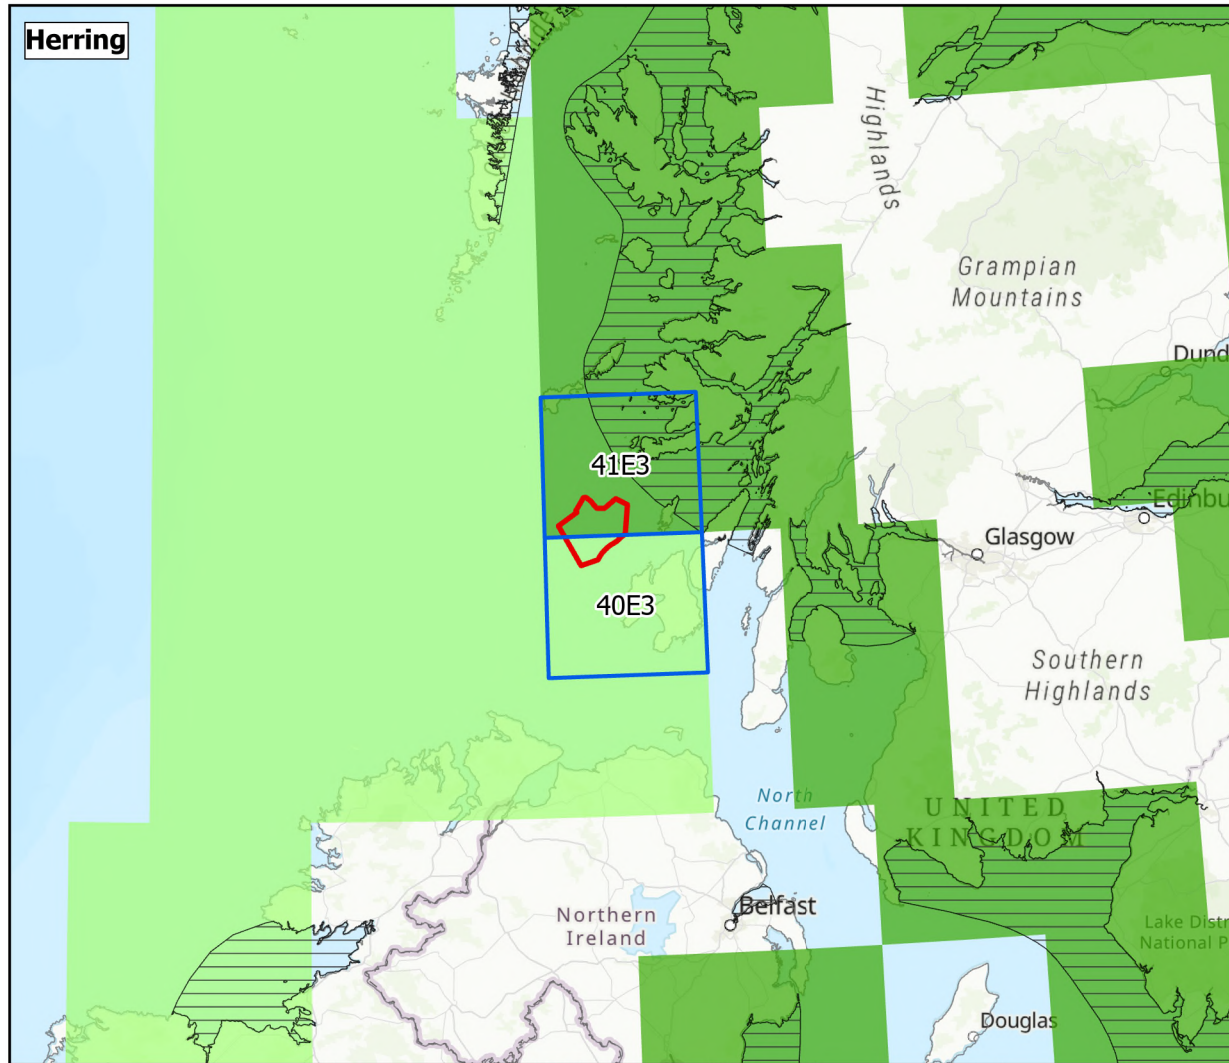 Herring
Highlands
Grampian
Mountains
Dund
41E3
Edinbu
Glasgow
40E3
Southern
Highlands
North
Channel
UNITED
KINGDOM
Belfast
Northern
Ireland
Lake Distr
National P
Douglas